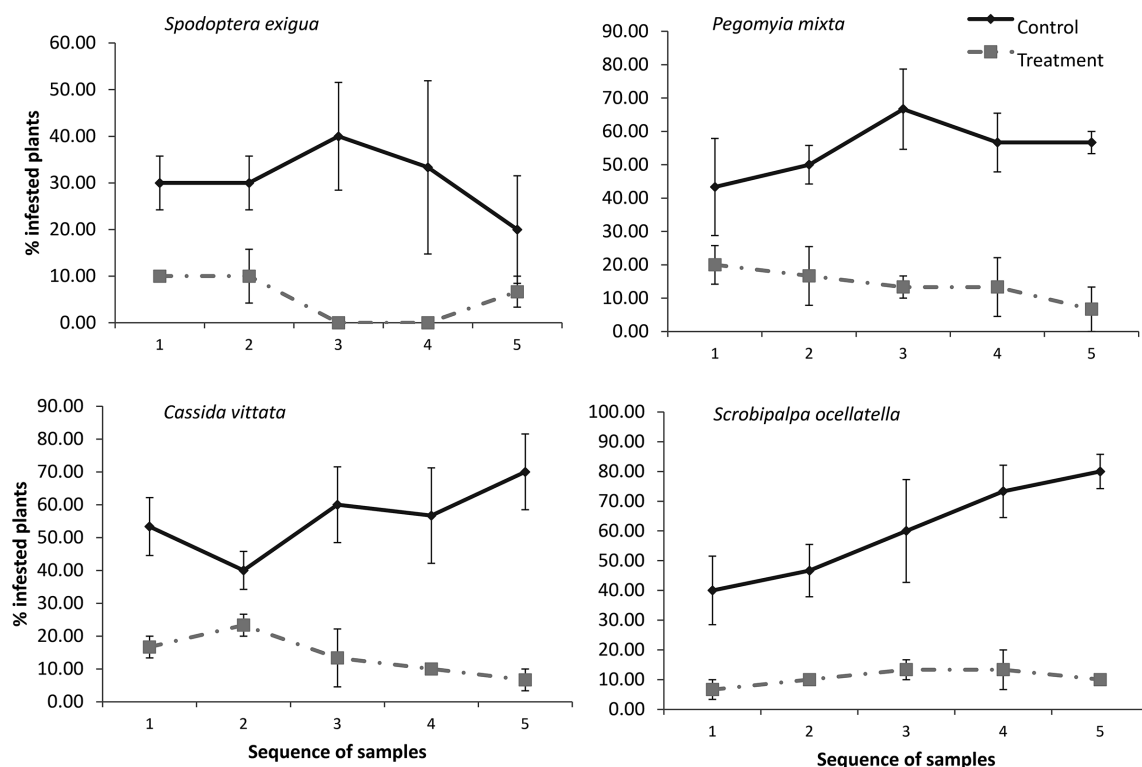 Spodoptera exigua
60.00
50.00
40.00
30.00
20.00
10.00
0.00
% infested plants
1 2 3 4 5
Pegomyia mixta
Control
Treatment
90.00
80.00
70.00
60.00
50.00
40.00
30.00
20.00
10.00
0.00
1 2 3 4 5
Cassida vittata
90.00
80.00
70.00
60.00
50.00
40.00
30.00
20.00
10.00
0.00
% infested plants
1 2 3 4 5
Sequence of samples
Scrobipalpa ocellatella
100.00
90.00
80.00
70.00
60.00
50.00
40.00
30.00
20.00
10.00
0.00
1 2 3 4 5
Sequence of samples